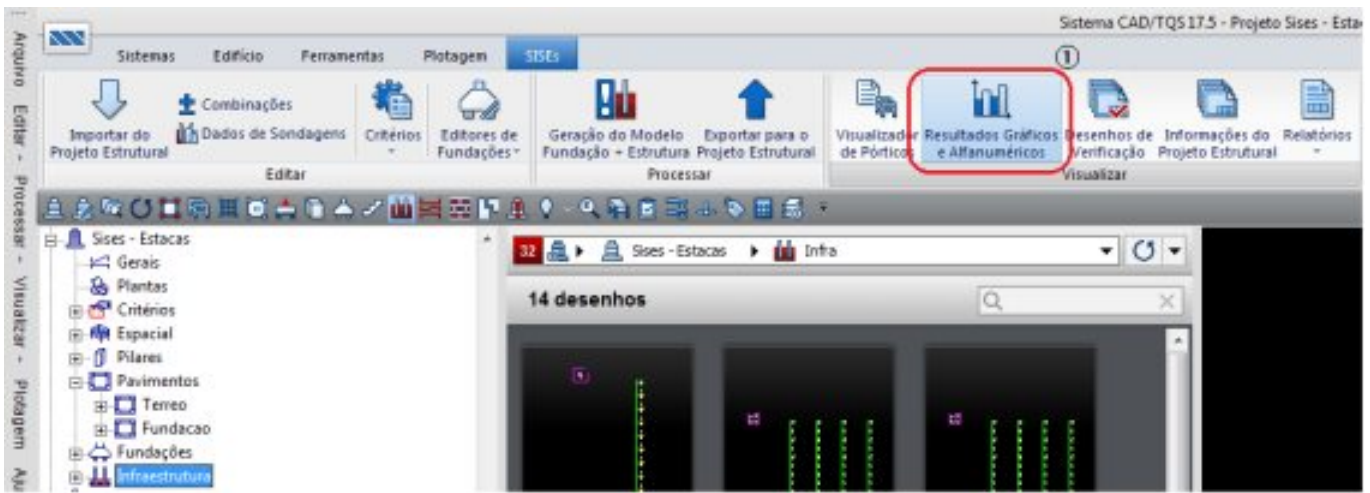 Sistema CAD/TQS 17.5 - Projeto Sises - Esta
Sistemas Edifício Ferramentas Plotagem SISEs
1
Importar do Projeto Estrutural
Combinações
Dados de Sondagens
Critérios
Editores de Fundações
Editar
Geração do Modelo Fundação + Estrutura
Exportar para o Projeto Estrutural
Processar
Visualizador de Pórticos
Resultados Gráficos e Alfanuméricos
Desenhos de Verificação
Informações do Projeto Estrutural
Relatórios
Visualizar
Arquivo Editar - Processar - Visualizar - Plotagem Aju
Sises - Estacas
Gerais
Plantas
Critérios
Espacial
Pilares
Pavimentos
Terreo
Fundacao
Fundações
Infraestrutura
32 Sises - Estacas Infra
14 desenhos